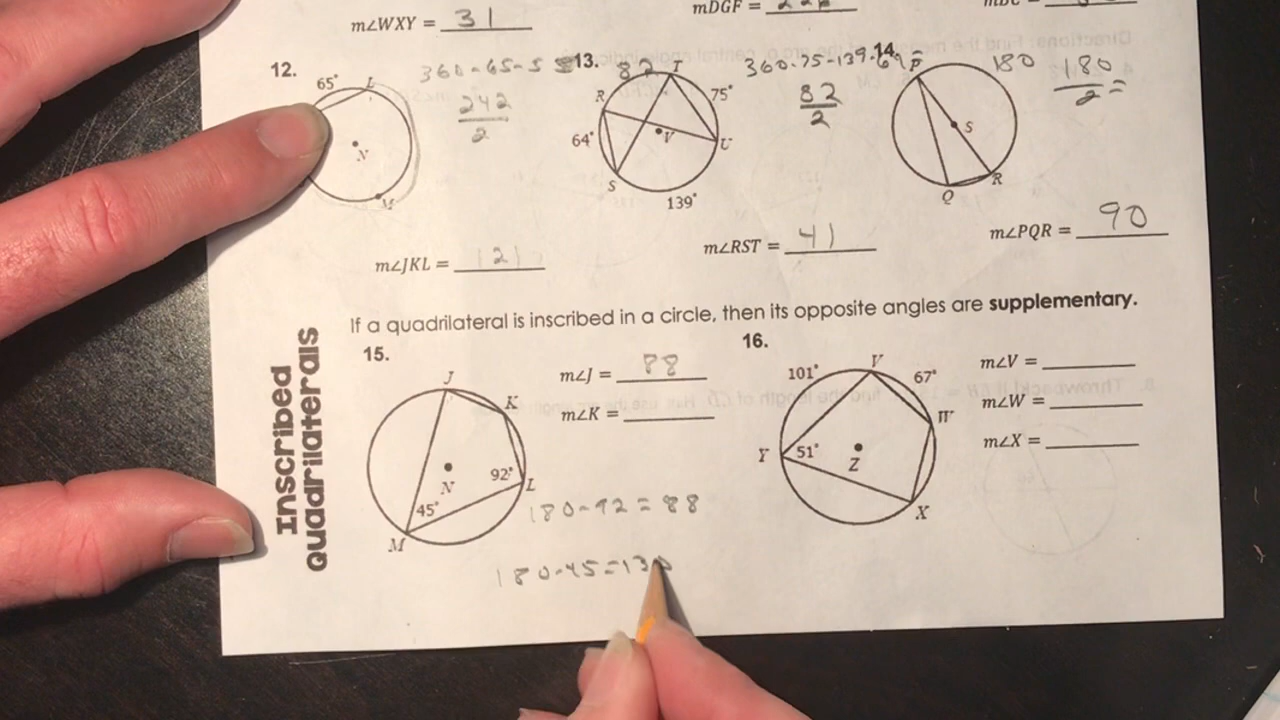 m∠WXY = 31
mDGF =
12.
65°
L
N
M
360-65-5
242
2
m∠JKL = 121
13.
82
T
R
75°
64°
V
U
S
139°
360-75-139-64
82
2
m∠RST = 41
14.
P
180
180
2 =
S
Q
R
m∠PQR = 90
Inscribed Quadrilaterals
If a quadrilateral is inscribed in a circle, then its opposite angles are supplementary.
15.
J
K
92°
L
N
45°
M
m∠J = 88
m∠K =
180-92=88
180-45=13
16.
101°
V
67°
W
Y
51°
Z
X
m∠V =
m∠W =
m∠X =